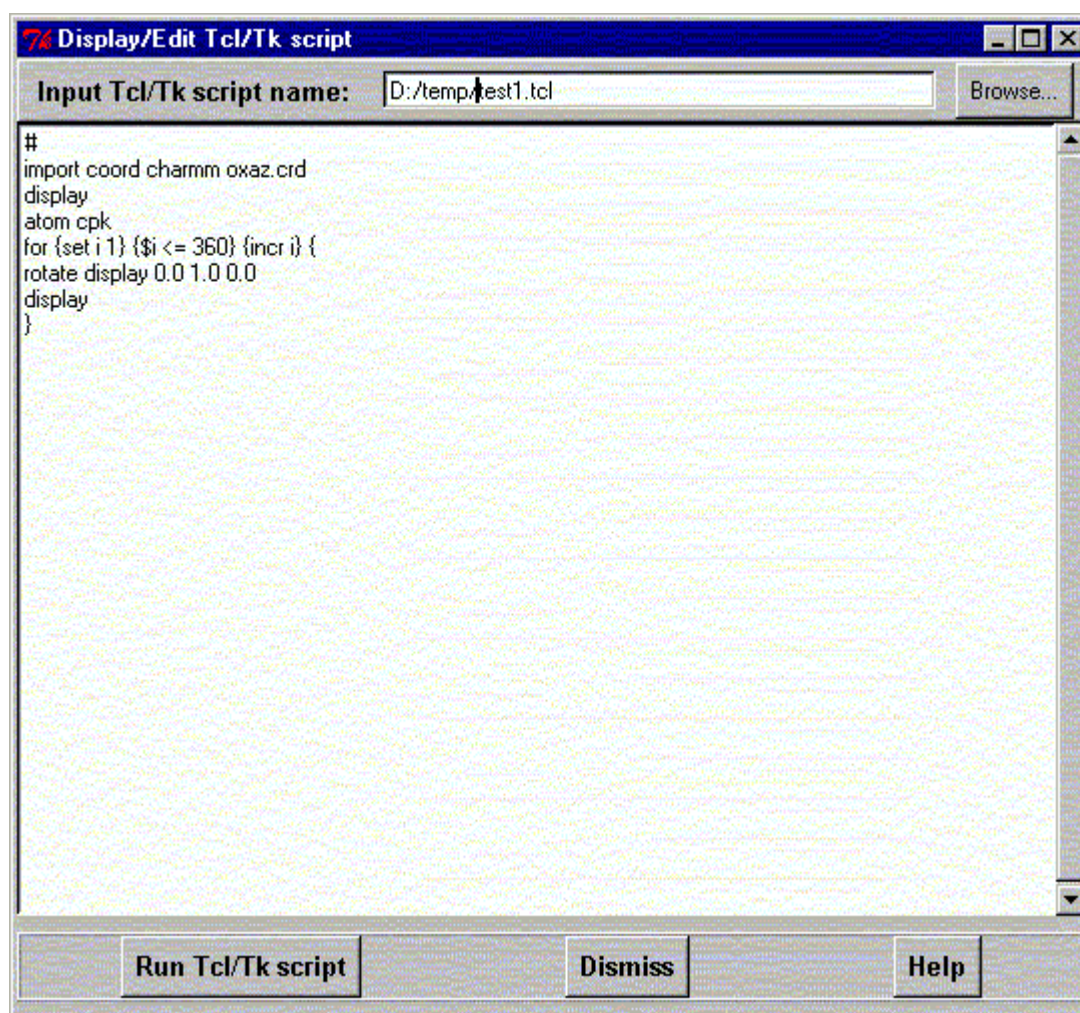 Display/Edit Tcl/Tk script
Input Tcl/Tk script name: D:/temp/test1.tcl Browse...
#
import coord charmm oxaz.crd
display
atom cpk
for {set i 1} {$i <= 360} {incr i} {
rotate display 0.0 1.0 0.0
display
}
Run Tcl/Tk script Dismiss Help